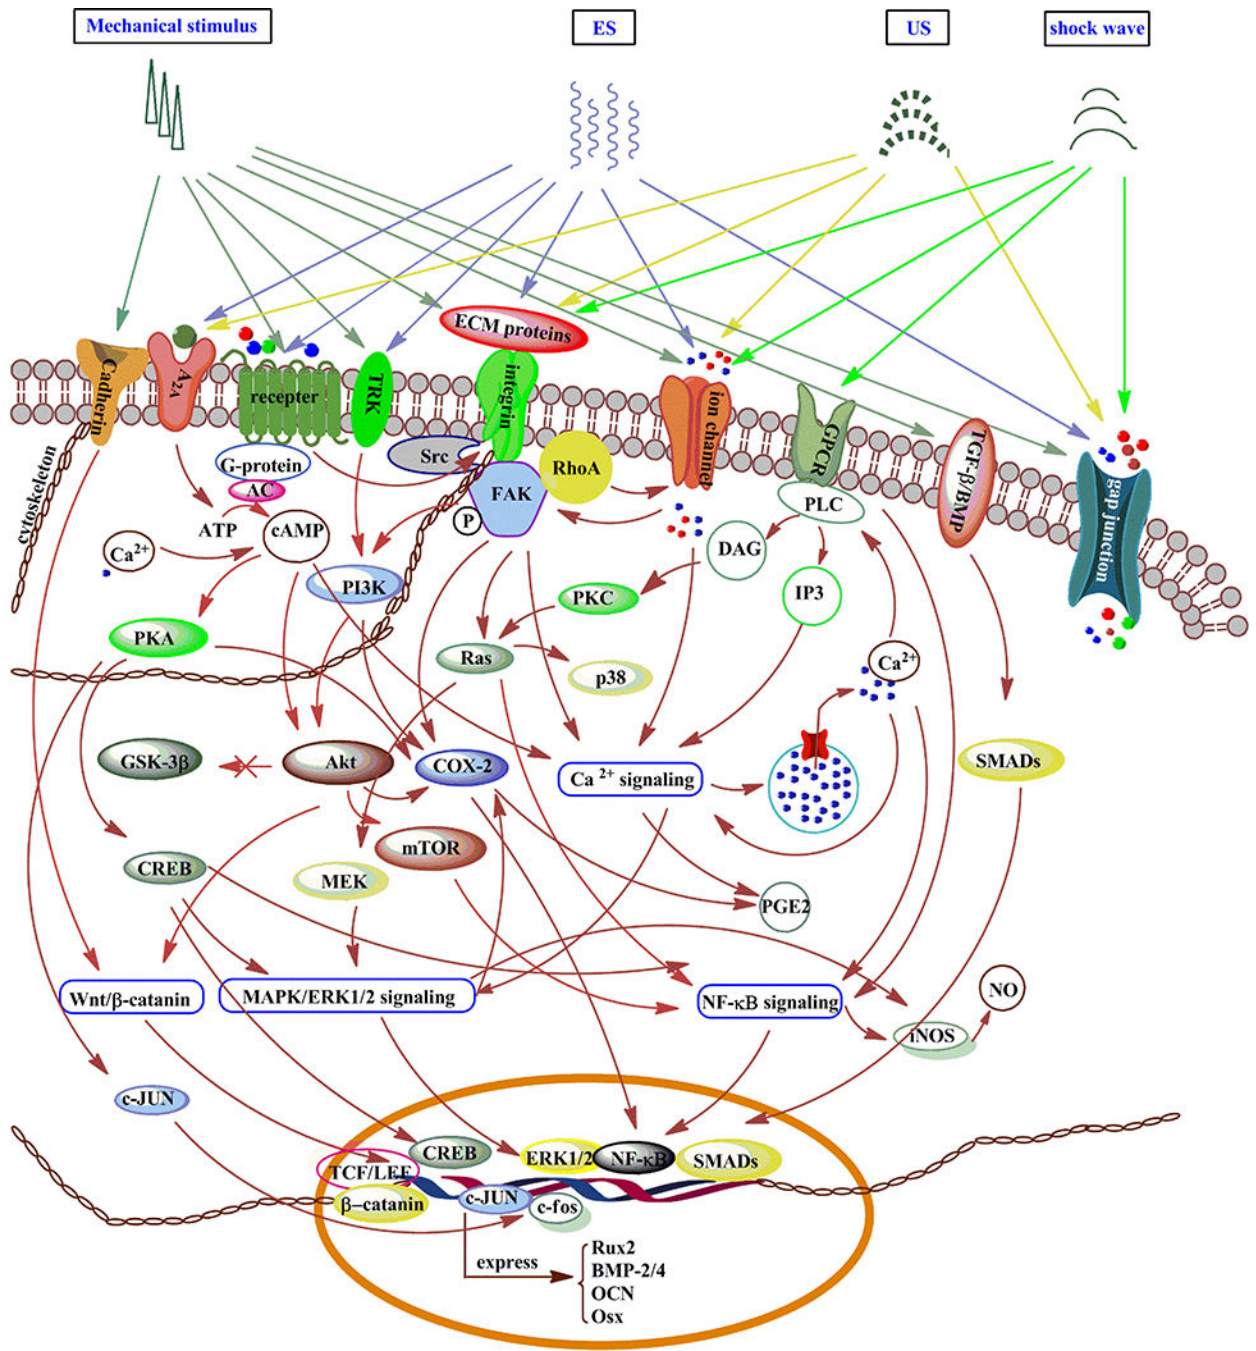 Mechanical stimulus
ES
US
shock wave
ECM proteins
Cadherin
A2A
recepter
TRK
integrin
ion channel
GPCR
TGF-β/BMP
gap junction
cytoskeleton
G-protein
AC
Src
FAK
RhoA
P
PLC
ATP
cAMP
Ca2+
DAG
IP3
PI3K
PKC
PKA
Ras
p38
Ca2+
GSK-3β
Akt
COX-2
Ca 2+ signaling
SMADs
mTOR
CREB
MEK
PGE2
Wnt/β-catanin
MAPK/ERK1/2 signaling
NF-κB signaling
NO
iNOS
c-JUN
CREB
ERK1/2
NF-κB
SMADs
TCF/LEF
β-catanin
c-JUN
c-fos
express
Rux2
BMP-2/4
OCN
Osx